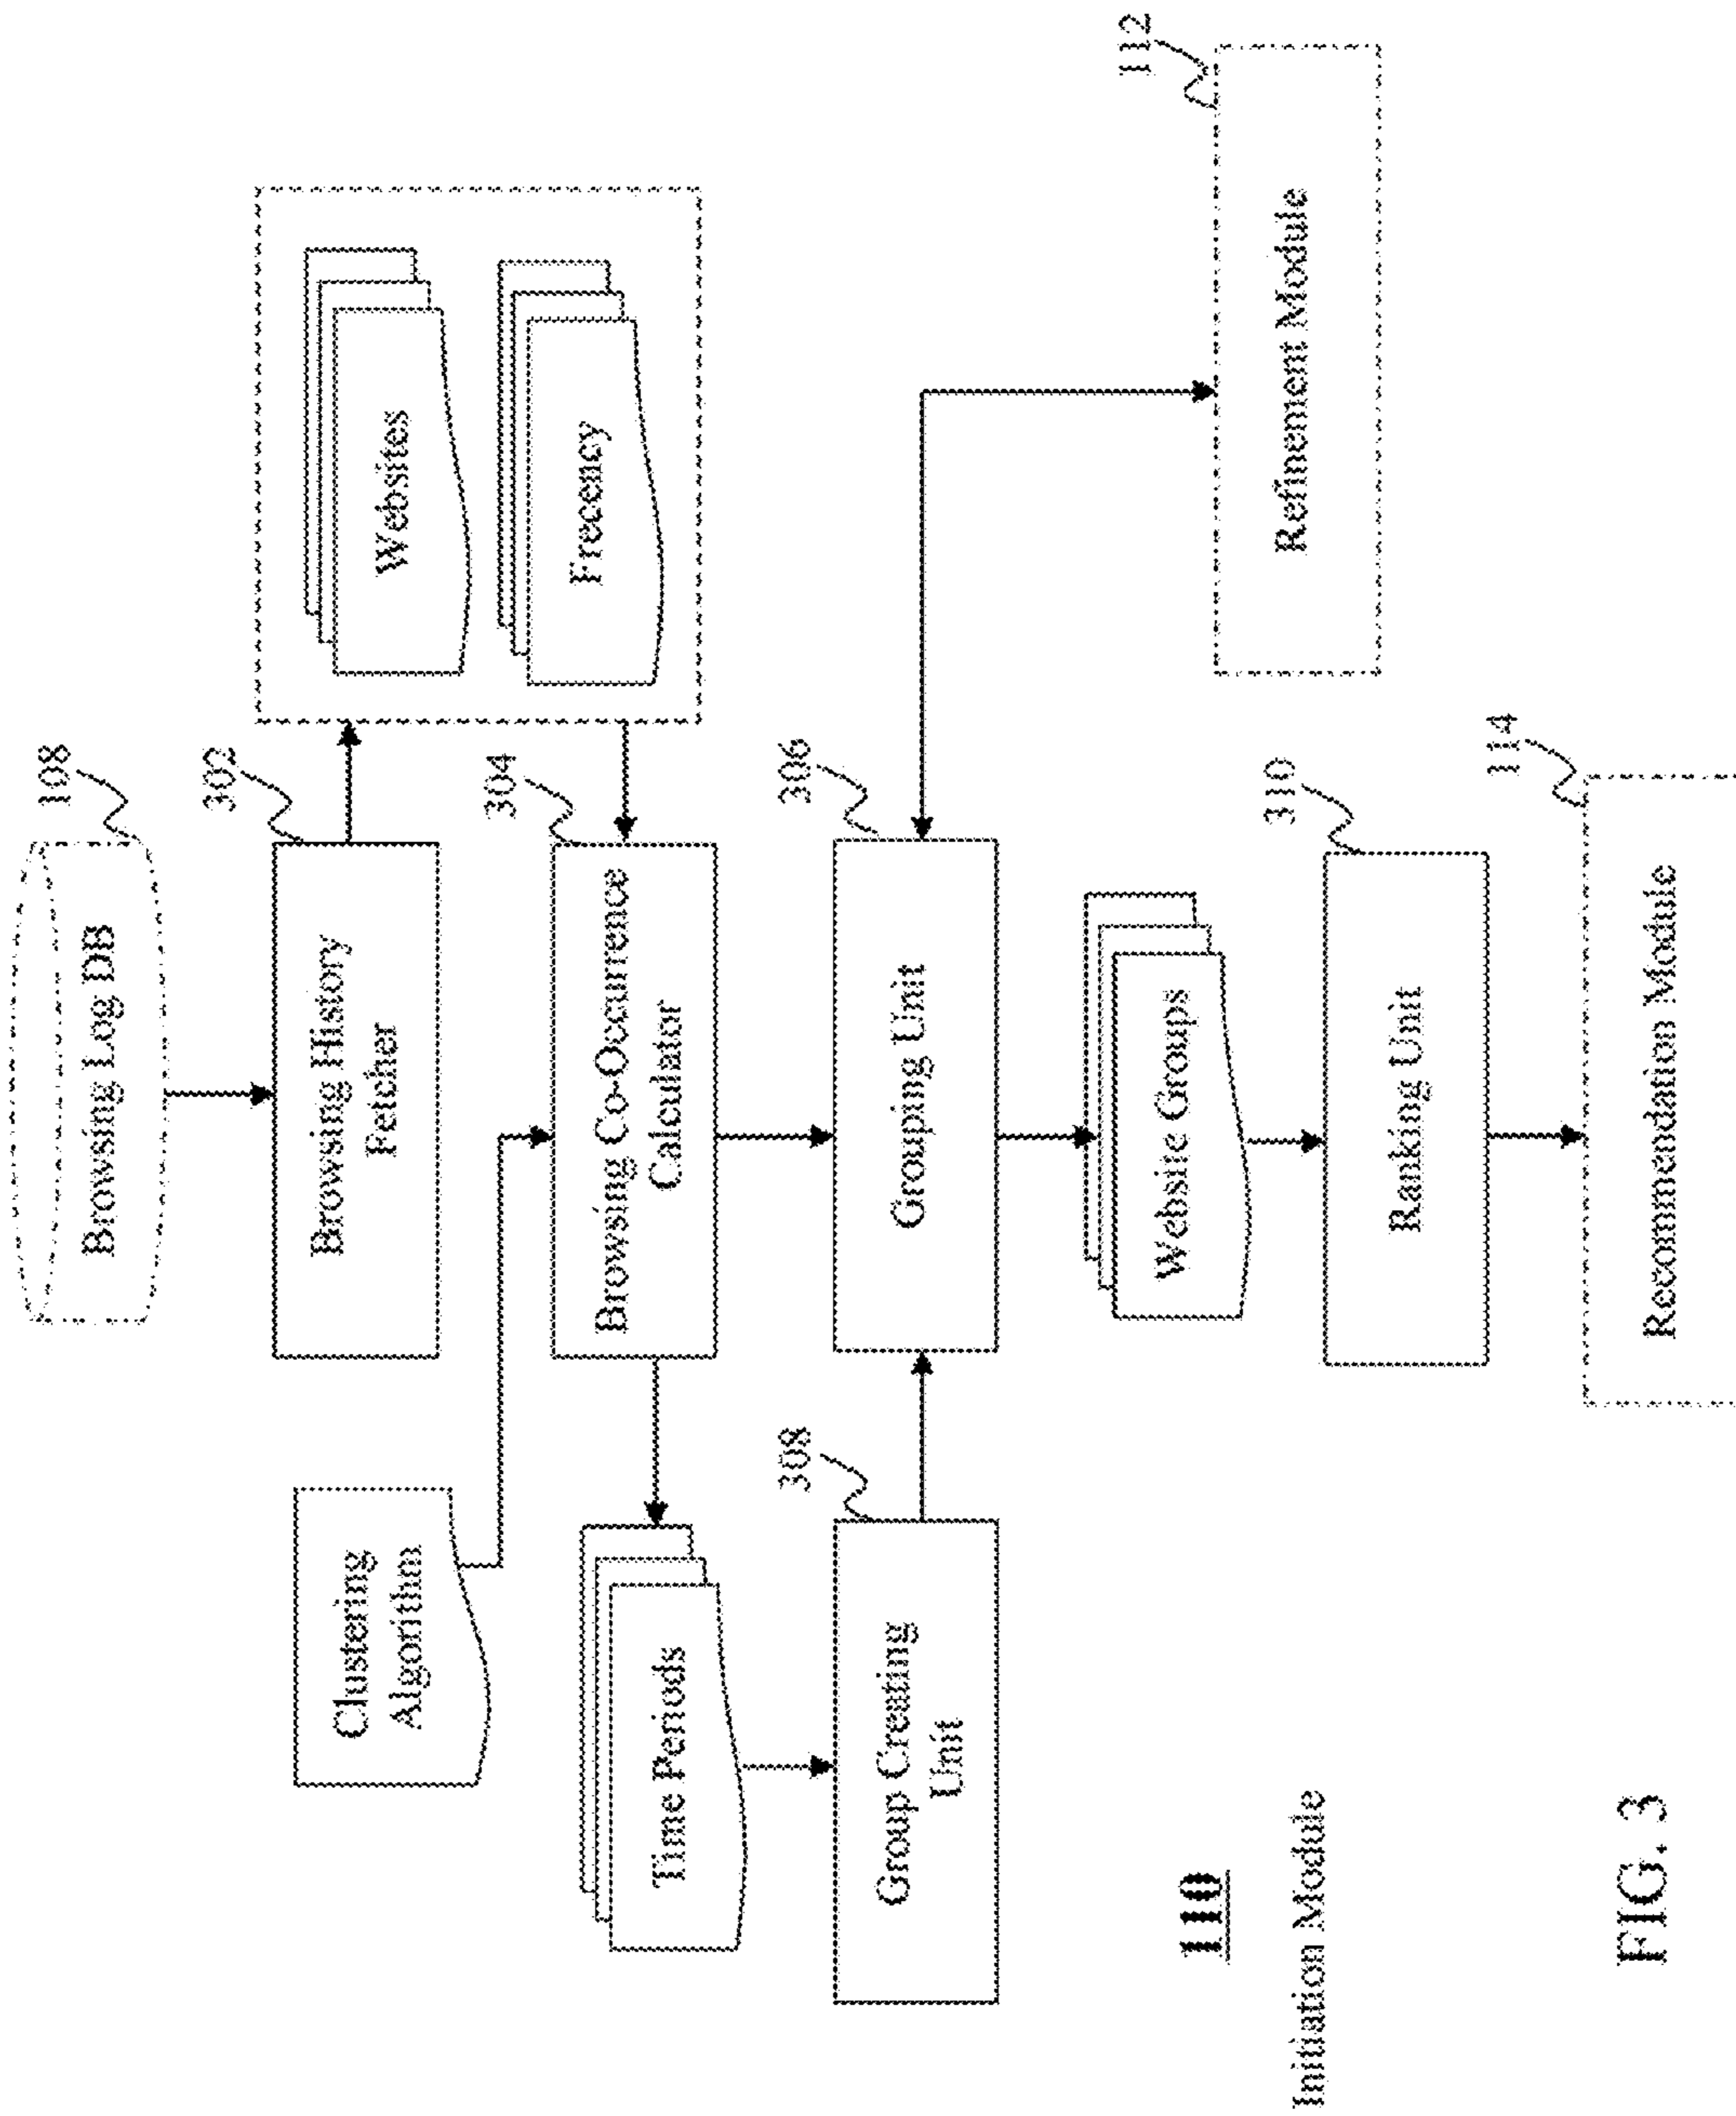 108
Browsing Log DB
302
Browsing History
Fetcher
Websites
Frecency
Clustering
Algorithm
304
Browsing Co-Occurrence
Calculator
Time Periods
306
Grouping Unit
308
Group Creating
Unit
112
Refinement Module
Website Groups
310
Ranking Unit
114
Recommendation Module
110
Initiation Module
FIG. 3